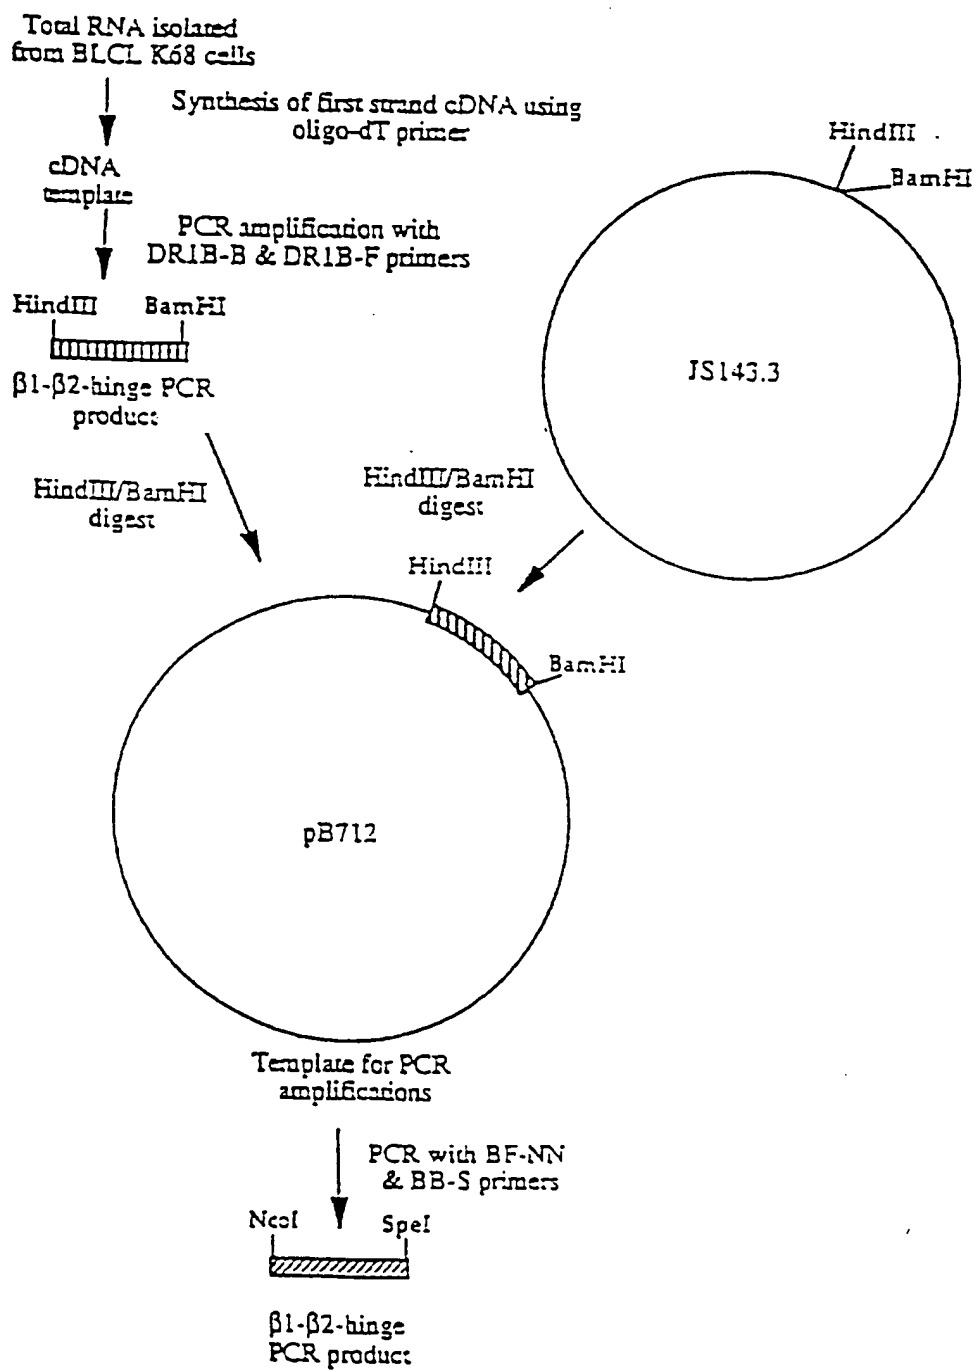 Total RNA isolated
from BLCL K68 cells
Synthesis of first strand cDNA using
oligo-dT primer
cDNA
template
PCR amplification with
DR1B-B & DR1B-F primers
HindIII
BamHI
β1-β2-hinge PCR
product
HindIII/BamHI
digest
HindIII
BamHI
JS143.3
HindIII/BamHI
digest
HindIII
BamHI
pB712
Template for PCR
amplifications
PCR with BF-NN
& BB-S primers
NcoI
SpeI
β1-β2-hinge
PCR product